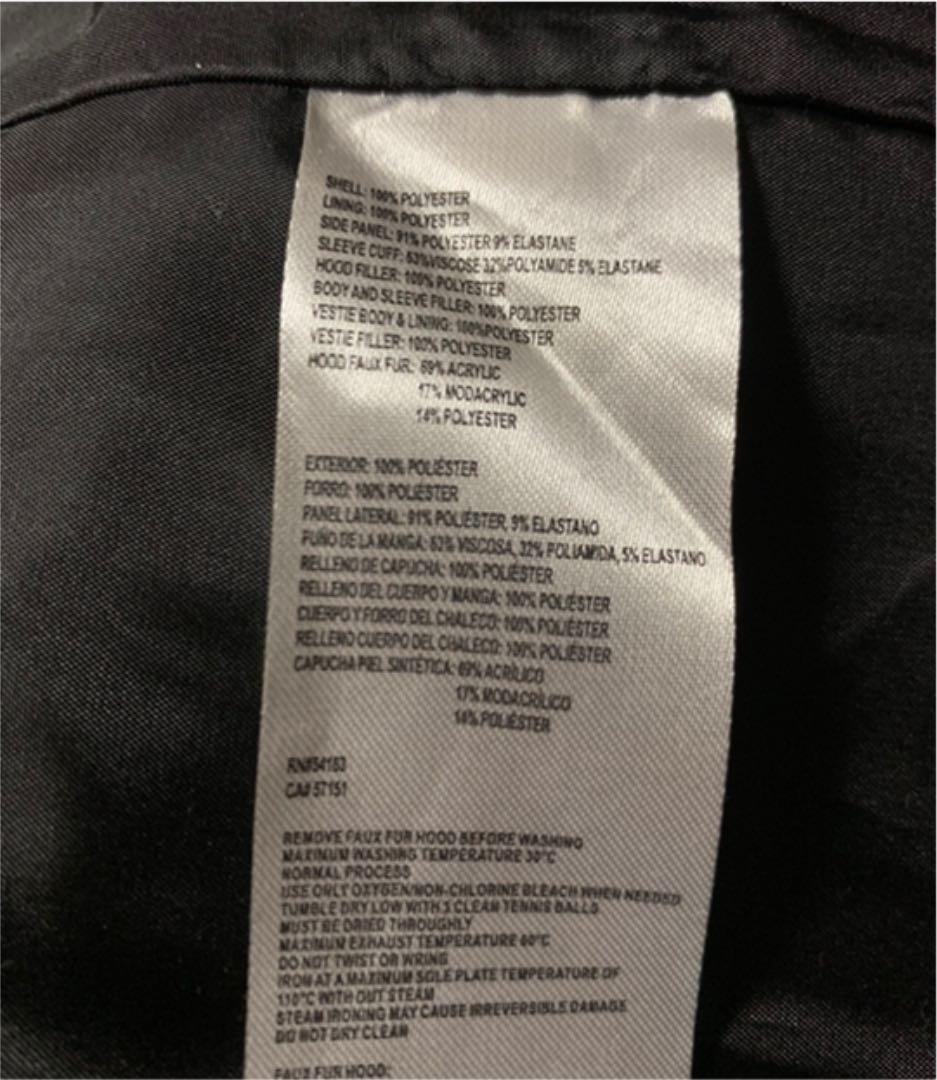 SHELL: 100% POLYESTER
LINING: 100% POLYESTER
SIDE PANEL: 91% POLYESTER 9% ELASTANE
SLEEVE CUFF: 63%VISCOSE 32%POLYAMIDE 5% ELASTANE
HOOD FILLER: 100% POLYESTER
BODY AND SLEEVE FILLER: 100% POLYESTER
VESTIE BODY & LINING: 100%POLYESTER
VESTIE FILLER: 100% POLYESTER
HOOD FAUX FUR: 69% ACRYLIC
17% MODACRYLIC
14% POLYESTER
EXTERIOR: 100% POLIÉSTER
FORRO: 100% POLIÉSTER
PANEL LATERAL: 91% POLIÉSTER, 9% ELASTANO
PUÑO DE LA MANGA: 63% VISCOSA, 32% POLIAMIDA, 5% ELASTANO
RELLENO DE CAPUCHA: 100% POLIÉSTER
RELLENO DEL CUERPO Y MANGA: 100% POLIÉSTER
CUERPO Y FORRO DEL CHALECO: 100% POLIÉSTER
RELLENO CUERPO DEL CHALECO: 100% POLIÉSTER
CAPUCHA PIEL SINTÉTICA: 69% ACRÍLICO
17% MODACRÍLICO
14% POLIÉSTER
RN#54163
CA# 57151
REMOVE FAUX FUR HOOD BEFORE WASHING
MAXIMUM WASHING TEMPERATURE 30°C
NORMAL PROCESS
USE ONLY OXYGEN/NON-CHLORINE BLEACH WHEN NEEDED
TUMBLE DRY LOW WITH 3 CLEAN TENNIS BALLS
MUST BE DRIED THROUGHLY
MAXIMUM EXHAUST TEMPERATURE 60°C
DO NOT TWIST OR WRING
IRON AT A MAXIMUM SOLE PLATE TEMPERATURE OF
110°C WITH OUT STEAM
STEAM IRONING MAY CAUSE IRREVERSIBLE DAMAGE
DO NOT DRY CLEAN
FAUX FUR HOOD: